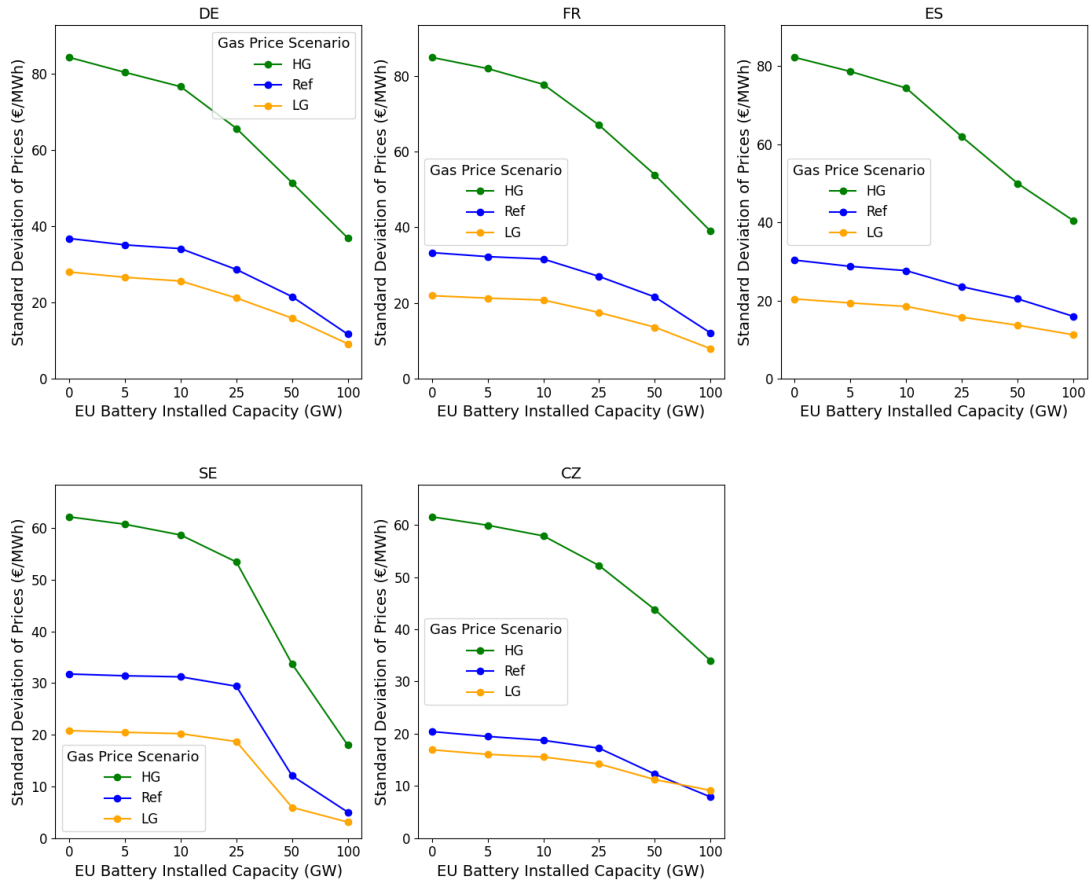 DE
Standard Deviation of Prices (€/MWh)
80
60
40
20
0
Gas Price Scenario
HG
Ref
LG
0 5 10 25 50 100
EU Battery Installed Capacity (GW)
FR
Standard Deviation of Prices (€/MWh)
80
60
40
20
0
Gas Price Scenario
HG
Ref
LG
0 5 10 25 50 100
EU Battery Installed Capacity (GW)
ES
Standard Deviation of Prices (€/MWh)
80
60
40
20
0
Gas Price Scenario
HG
Ref
LG
0 5 10 25 50 100
EU Battery Installed Capacity (GW)
SE
Standard Deviation of Prices (€/MWh)
60
50
40
30
20
10
0
Gas Price Scenario
HG
Ref
LG
0 5 10 25 50 100
EU Battery Installed Capacity (GW)
CZ
Standard Deviation of Prices (€/MWh)
60
50
40
30
20
10
0
Gas Price Scenario
HG
Ref
LG
0 5 10 25 50 100
EU Battery Installed Capacity (GW)